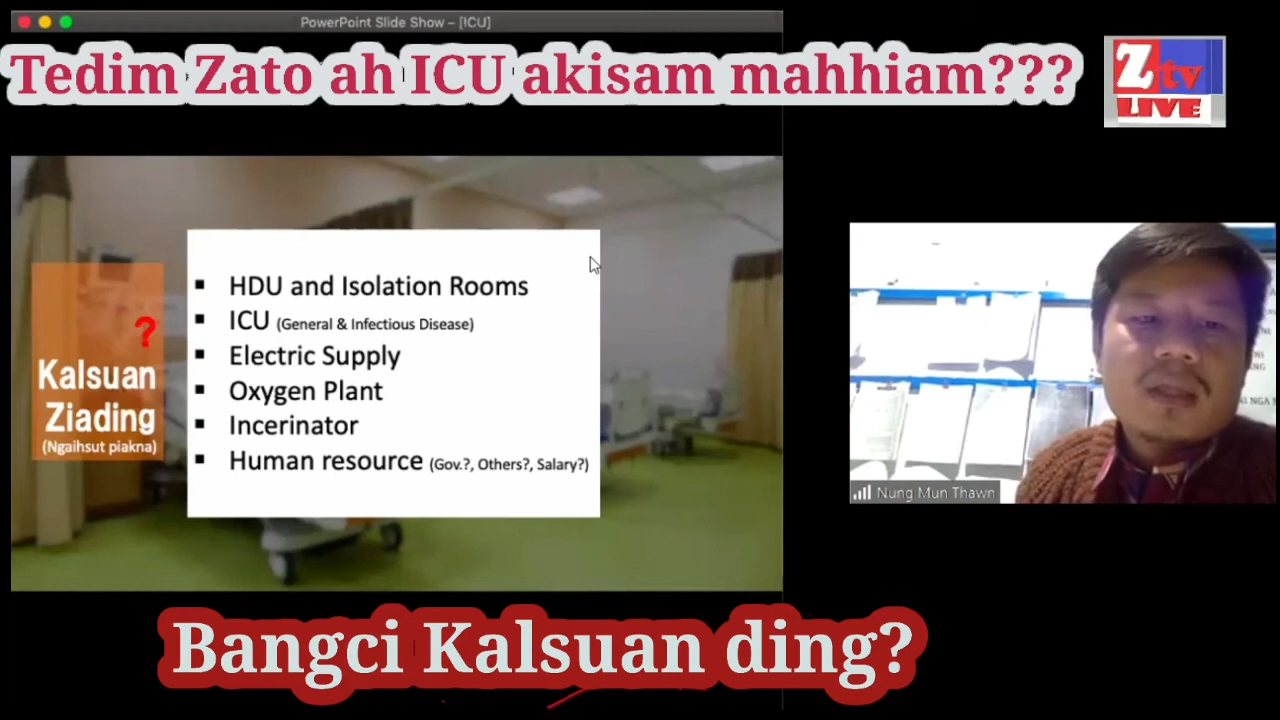 PowerPoint Slide Show – [ICU]
Tedim Zato ah ICU akisam mahhiam???
Z tv
LIVE
?
Kalsuan
Ziading
(Ngaihsut piakna)
▪ HDU and Isolation Rooms
▪ ICU (General & Infectious Disease)
▪ Electric Supply
▪ Oxygen Plant
▪ Incerinator
▪ Human resource (Gov.?, Others?, Salary?)
Nung Mun Thawn
Bangci Kalsuan ding?